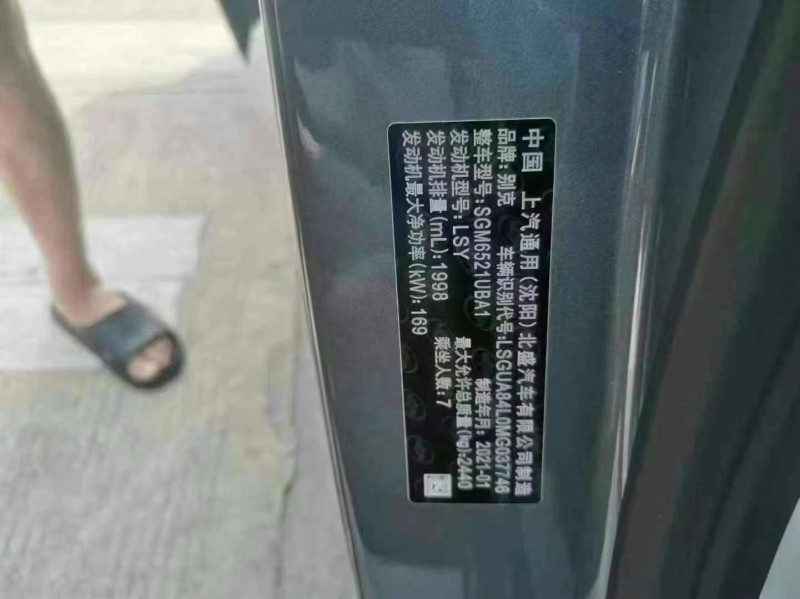 中国 上汽通用(沈阳)北盛汽车有限公司制造
品牌:别克 车辆识别代号:LSGUA84L0MG037746
整车型号:SGM6521UBA1 制造年月:2021-01
发动机型号:LSY 最大允许总质量(kg):2440
发动机排量(mL):1998 乘坐人数:7
发动机最大净功率(kW):169